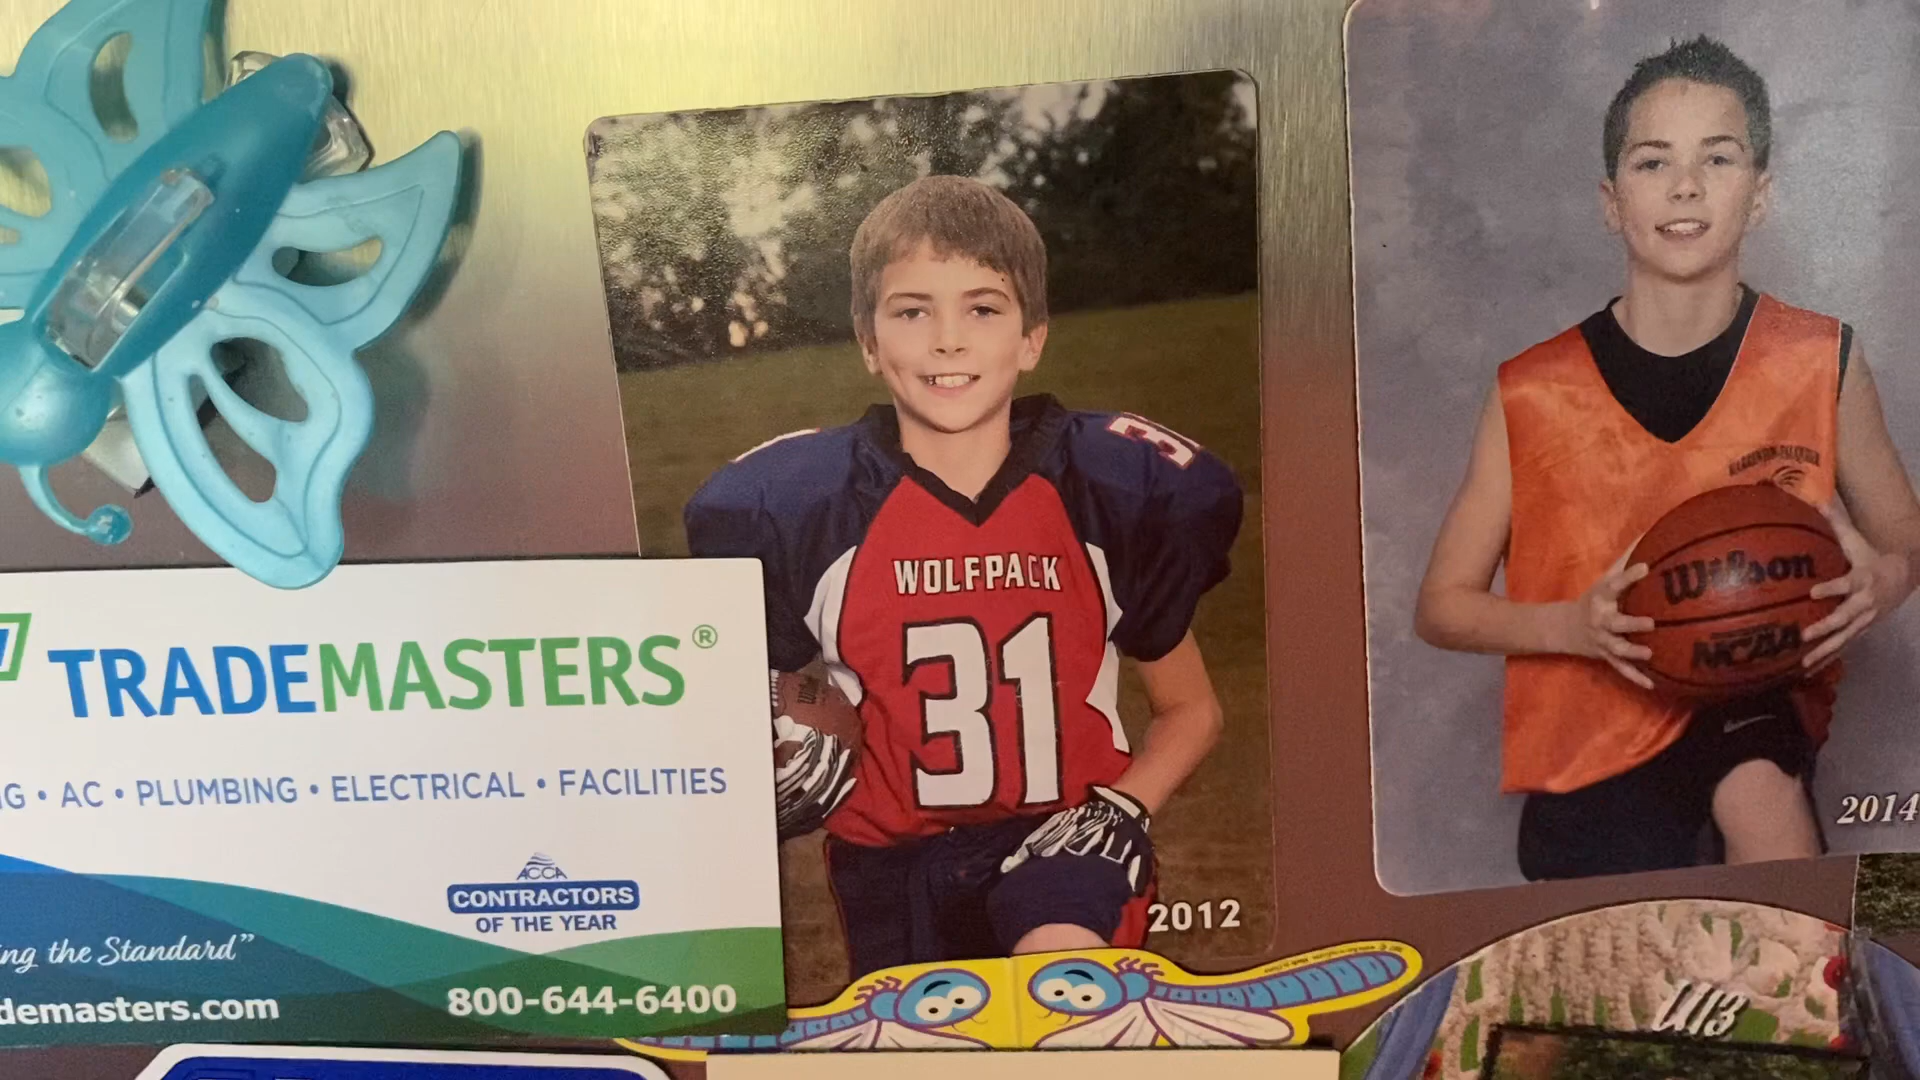 TRADEMASTERS®
G • AC • PLUMBING • ELECTRICAL • FACILITIES
ACCA
CONTRACTORS
OF THE YEAR
ing the Standard”
demasters.com
800-644-6400
31
WOLFPACK
31
2012
Wilson
NCAA
2014
U13